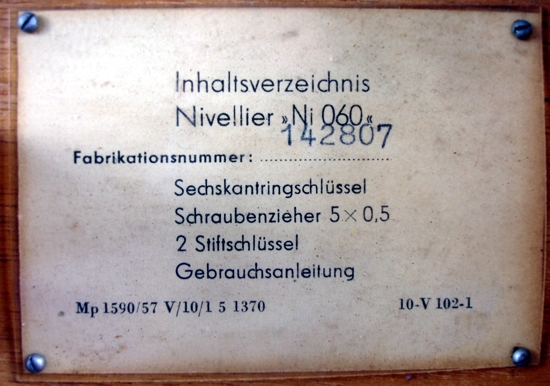 Inhaltsverzeichnis
Nivellier »Ni 060«
142807
Fabrikationsnummer: ..............................
Sechskantringschlüssel
Schraubenzieher 5×0,5
2 Stiftschlüssel
Gebrauchsanleitung
Mp 1590/57 V/10/1 5 1370 10-V 102-1